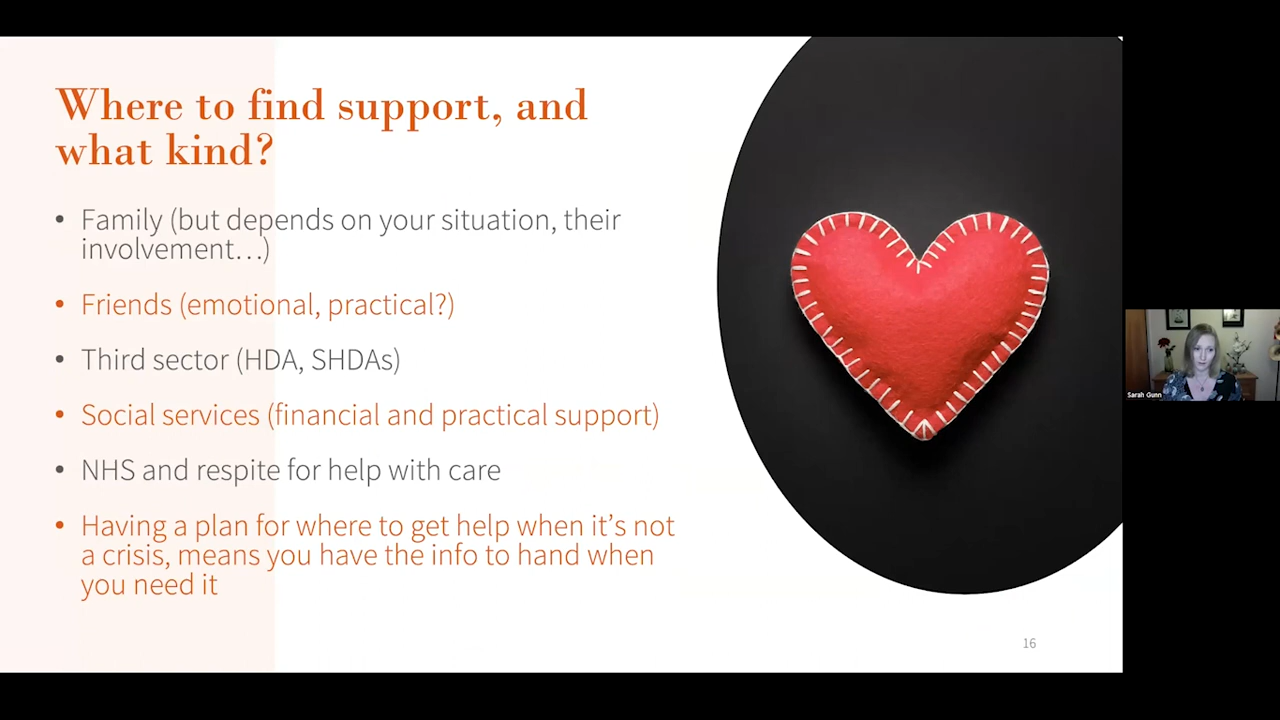 Where to find support, and
what kind?
• Family (but depends on your situation, their
involvement…)
• Friends (emotional, practical?)
• Third sector (HDA, SHDAs)
• Social services (financial and practical support)
• NHS and respite for help with care
• Having a plan for where to get help when it’s not
a crisis, means you have the info to hand when
you need it
16
Sarah Gunn